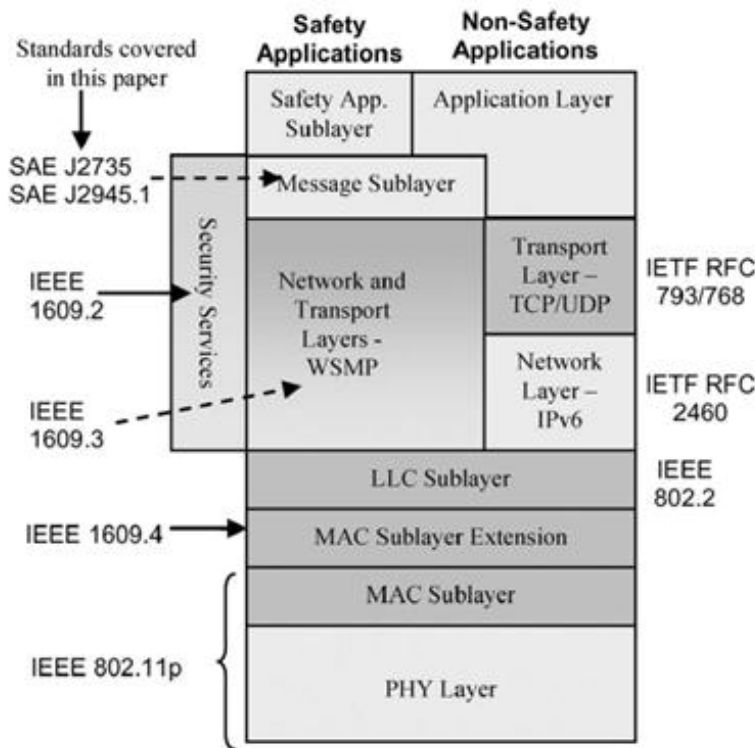 Safety
Applications
Non-Safety
Applications
Standards covered
in this paper
Safety App.
Sublayer
Application Layer
SAE J2735
SAE J2945.1
Message Sublayer
Security Services
IEEE
1609.2
Network and
Transport
Layers -
WSMP
Transport
Layer –
TCP/UDP
IETF RFC
793/768
IEEE
1609.3
Network
Layer –
IPv6
IETF RFC
2460
LLC Sublayer
IEEE
802.2
IEEE 1609.4
MAC Sublayer Extension
MAC Sublayer
IEEE 802.11p
PHY Layer